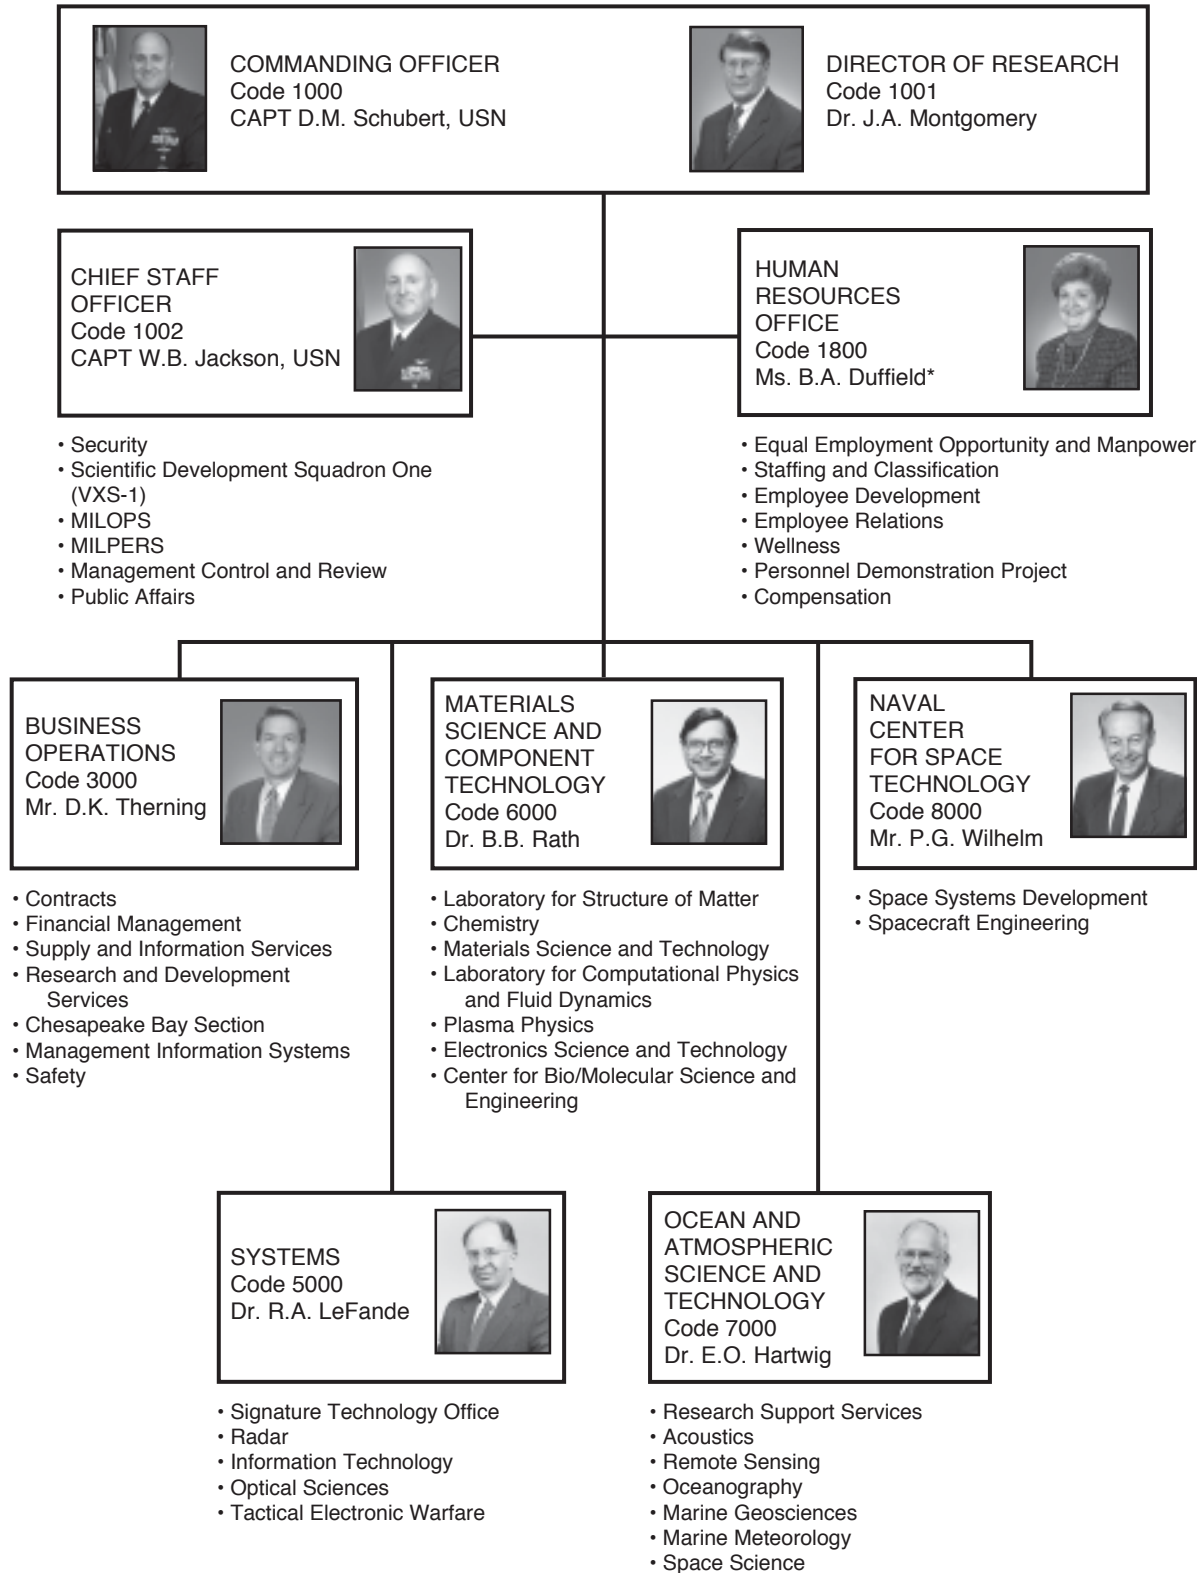 COMMANDING OFFICER
Code 1000
CAPT D.M. Schubert, USN
DIRECTOR OF RESEARCH
Code 1001
Dr. J.A. Montgomery
CHIEF STAFF
OFFICER
Code 1002
CAPT W.B. Jackson, USN
HUMAN
RESOURCES
OFFICE
Code 1800
Ms. B.A. Duffield*
• Security
• Scientific Development Squadron One
(VXS-1)
• MILOPS
• MILPERS
• Management Control and Review
• Public Affairs
• Equal Employment Opportunity and Manpower
• Staffing and Classification
• Employee Development
• Employee Relations
• Wellness
• Personnel Demonstration Project
• Compensation
BUSINESS
OPERATIONS
Code 3000
Mr. D.K. Therning
• Contracts
• Financial Management
• Supply and Information Services
• Research and Development
Services
• Chesapeake Bay Section
• Management Information Systems
• Safety
MATERIALS
SCIENCE AND
COMPONENT
TECHNOLOGY
Code 6000
Dr. B.B. Rath
• Laboratory for Structure of Matter
• Chemistry
• Materials Science and Technology
• Laboratory for Computational Physics
and Fluid Dynamics
• Plasma Physics
• Electronics Science and Technology
• Center for Bio/Molecular Science and
Engineering
NAVAL
CENTER
FOR SPACE
TECHNOLOGY
Code 8000
Mr. P.G. Wilhelm
• Space Systems Development
• Spacecraft Engineering
SYSTEMS
Code 5000
Dr. R.A. LeFande
• Signature Technology Office
• Radar
• Information Technology
• Optical Sciences
• Tactical Electronic Warfare
OCEAN AND
ATMOSPHERIC
SCIENCE AND
TECHNOLOGY
Code 7000
Dr. E.O. Hartwig
• Research Support Services
• Acoustics
• Remote Sensing
• Oceanography
• Marine Geosciences
• Marine Meteorology
• Space Science